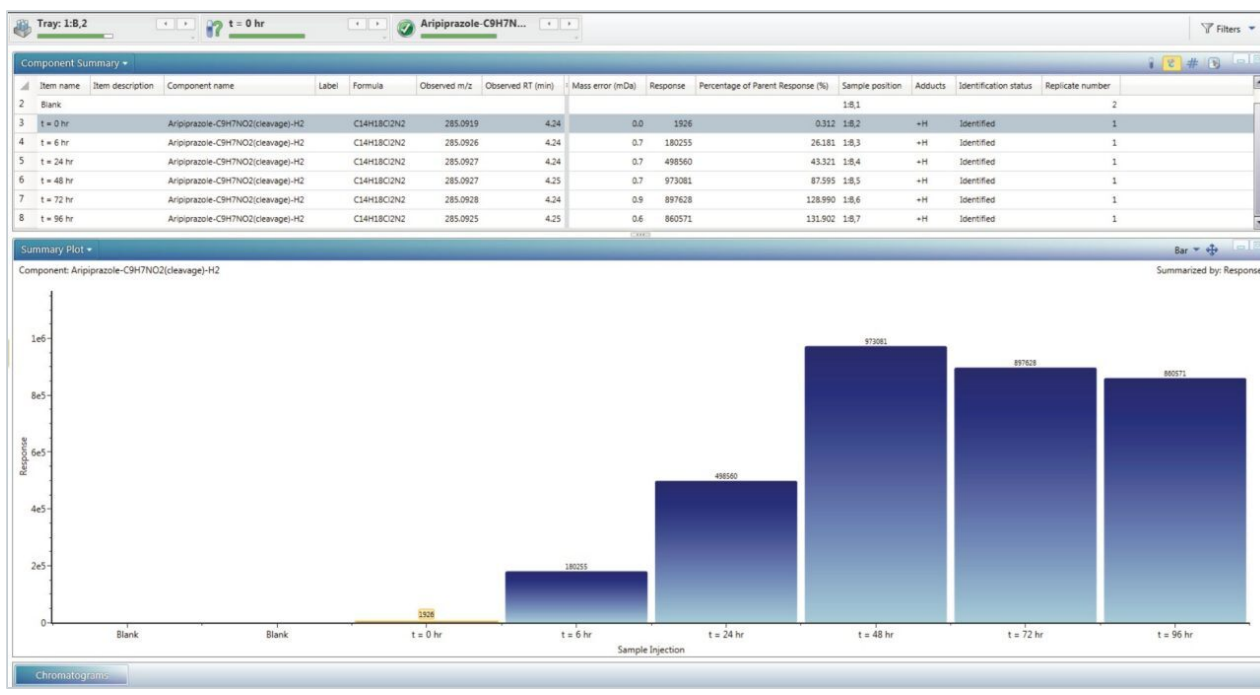 Tray: 1:B,2 t = 0 hr Aripiprazole-C9H7N... Filters
Component Summary
Item name Item description Component name Label Formula Observed m/z Observed RT (min) Mass error (mDa) Response Percentage of Parent Response (%) Sample position Adducts Identification status Replicate number
2 Blank 1:B,1 2
3 t = 0 hr Aripiprazole-C9H7NO2(cleavage)-H2 C14H18Cl2N2 285.0919 4.24 0.0 1926 0.312 1:B,2 +H Identified 1
4 t = 6 hr Aripiprazole-C9H7NO2(cleavage)-H2 C14H18Cl2N2 285.0926 4.24 0.7 180255 26.181 1:B,3 +H Identified 1
5 t = 24 hr Aripiprazole-C9H7NO2(cleavage)-H2 C14H18Cl2N2 285.0927 4.24 0.7 498560 43.321 1:B,4 +H Identified 1
6 t = 48 hr Aripiprazole-C9H7NO2(cleavage)-H2 C14H18Cl2N2 285.0927 4.25 0.7 973081 87.595 1:B,5 +H Identified 1
7 t = 72 hr Aripiprazole-C9H7NO2(cleavage)-H2 C14H18Cl2N2 285.0928 4.24 0.9 897628 128.990 1:B,6 +H Identified 1
8 t = 96 hr Aripiprazole-C9H7NO2(cleavage)-H2 C14H18Cl2N2 285.0925 4.25 0.6 860571 131.902 1:B,7 +H Identified 1
Summary Plot Bar
Component: Aripiprazole-C9H7NO2(cleavage)-H2 Summarized by: Response
1e6
973081
897628
860571
8e5
Response
6e5
498560
4e5
2e5
180255
1926
0
Blank Blank t = 0 hr t = 6 hr t = 24 hr t = 48 hr t = 72 hr t = 96 hr
Sample Injection
Chromatograms